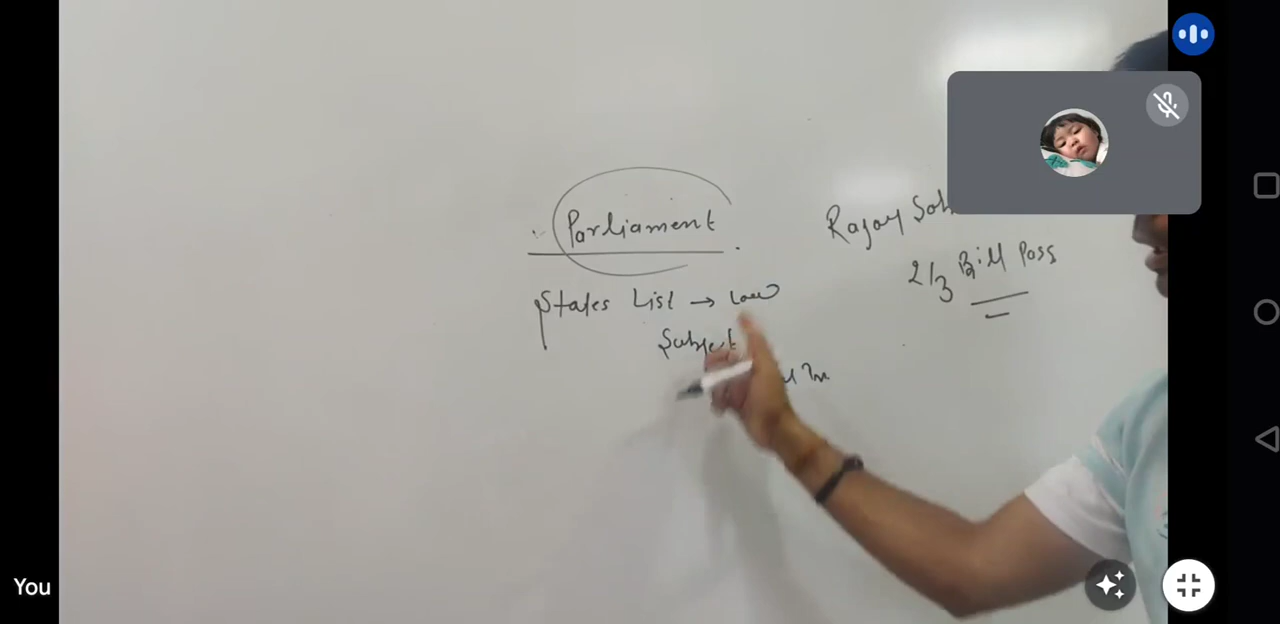 Parliament
Rajay Sab
2/3 Bill Pass
States List → Law
Subject
You